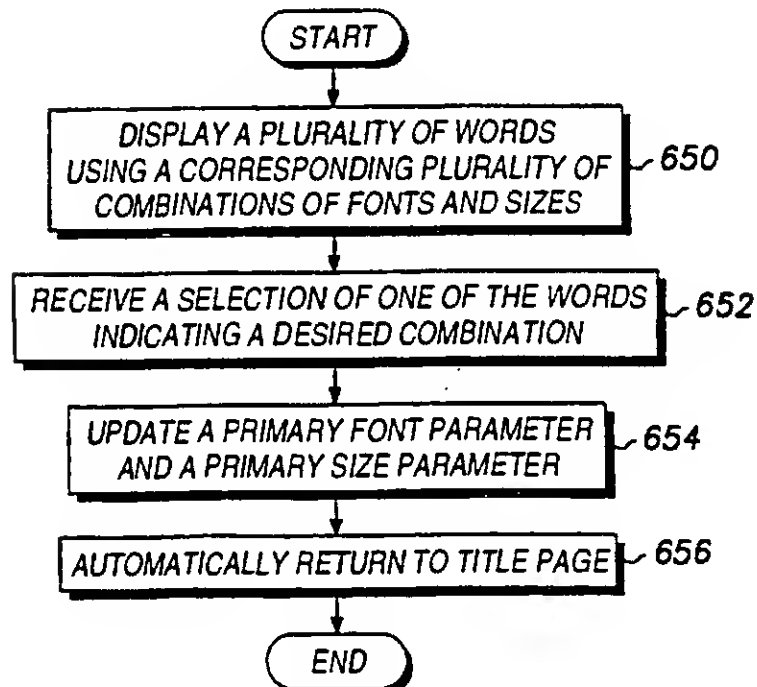 START
DISPLAY A PLURALITY OF WORDS
USING A CORRESPONDING PLURALITY OF
COMBINATIONS OF FONTS AND SIZES
650
RECEIVE A SELECTION OF ONE OF THE WORDS
INDICATING A DESIRED COMBINATION
652
UPDATE A PRIMARY FONT PARAMETER
AND A PRIMARY SIZE PARAMETER
654
AUTOMATICALLY RETURN TO TITLE PAGE
656
END